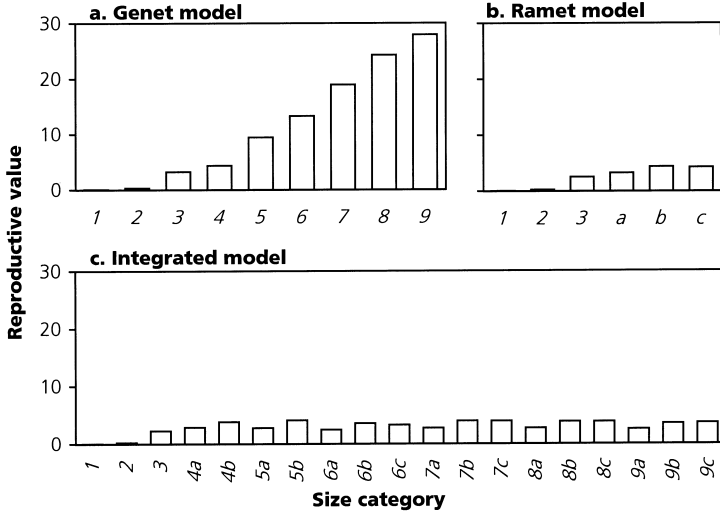 a. Genet model
30
20
10
0
1 2 3 4 5 6 7 8 9
b. Ramet model
1 2 3 a b c
Reproductive value
c. Integrated model
30
20
10
0
1 2 3 4a 4b 5a 5b 6a 6b 6c 7a 7b 7c 8a 8b 8c 9a 9b 9c
Size category